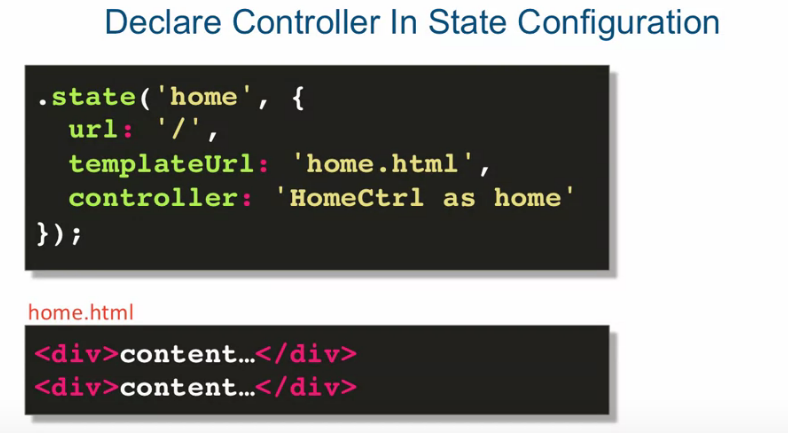 Declare Controller In State Configuration
.state('home', {
  url: '/',
  templateUrl: 'home.html',
  controller: 'HomeCtrl as home'
});
home.html
<div>content…</div>
<div>content…</div>